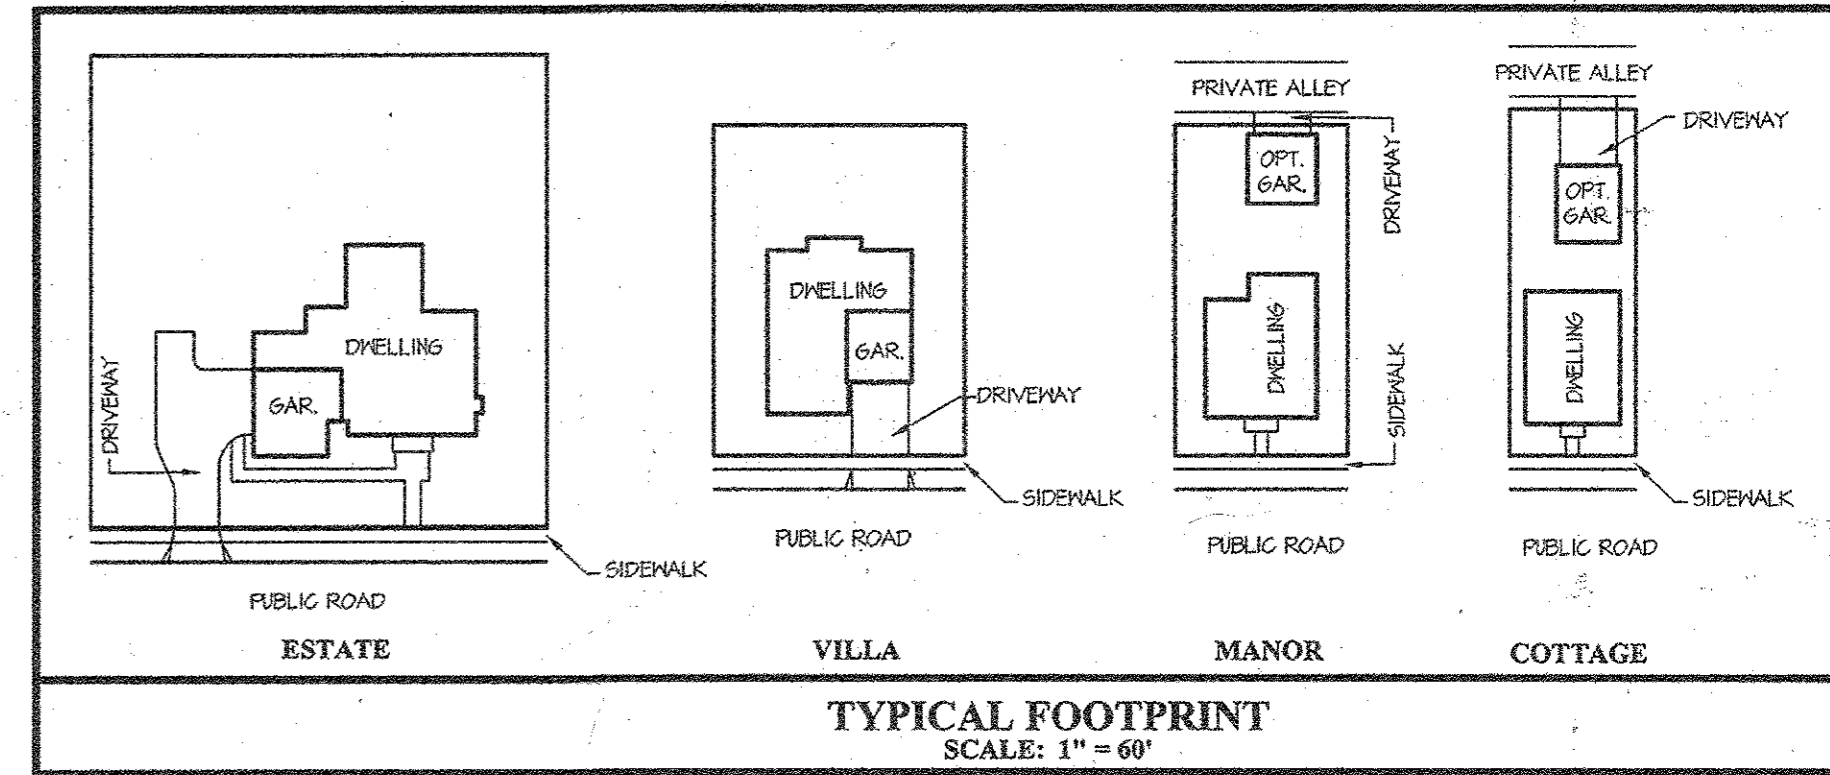 DWELLING
GAR.
DRIVEWAY
SIDEWALK
PUBLIC ROAD
ESTATE
DWELLING
GAR.
DRIVEWAY
SIDEWALK
PUBLIC ROAD
VILLA
PRIVATE ALLEY
OPT.
GAR.
DRIVEWAY
DWELLING
SIDEWALK
PUBLIC ROAD
MANOR
PRIVATE ALLEY
DRIVEWAY
OPT.
GAR.
DWELLING
SIDEWALK
PUBLIC ROAD
COTTAGE
TYPICAL FOOTPRINT
SCALE: 1" = 60'